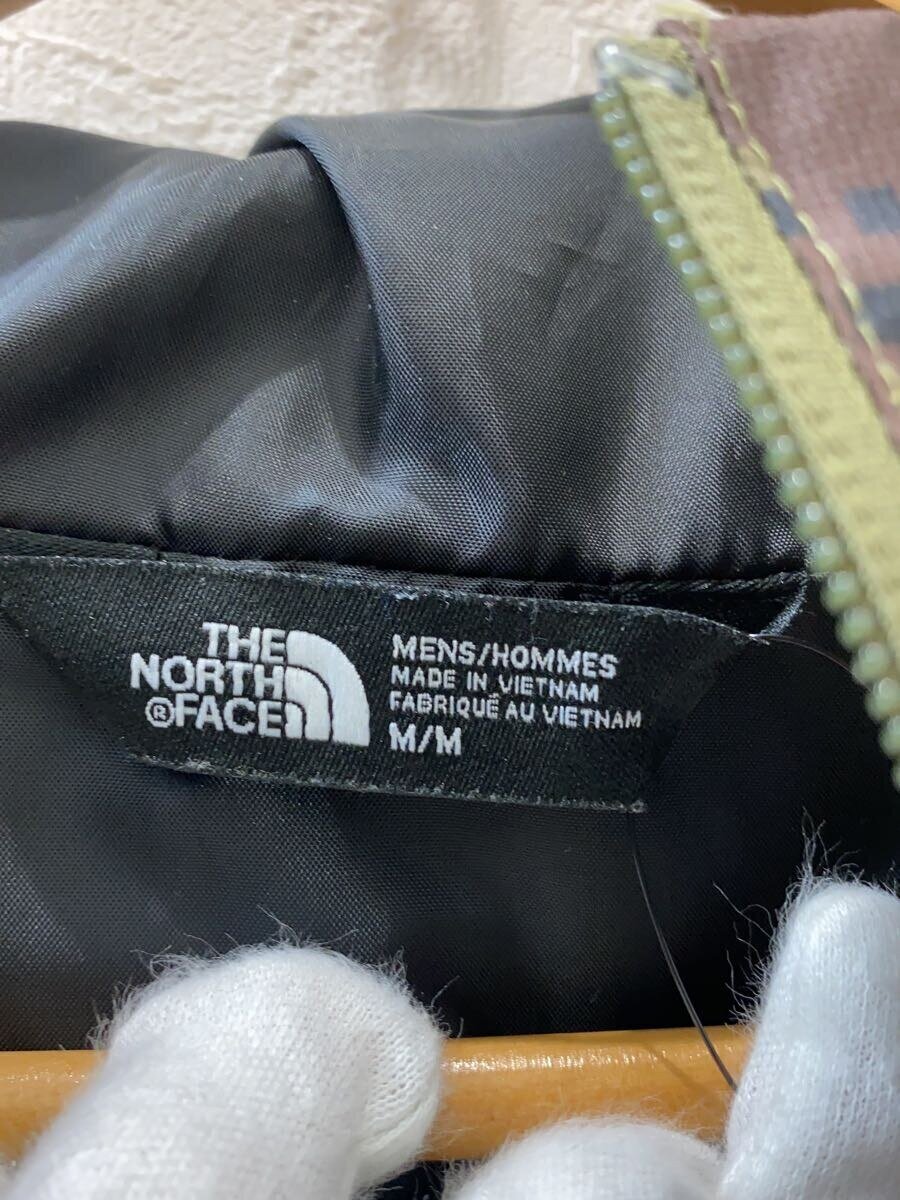 THE
NORTH
®FACE
MENS/HOMMES
MADE IN VIETNAM
FABRIQUÉ AU VIETNAM
M/M